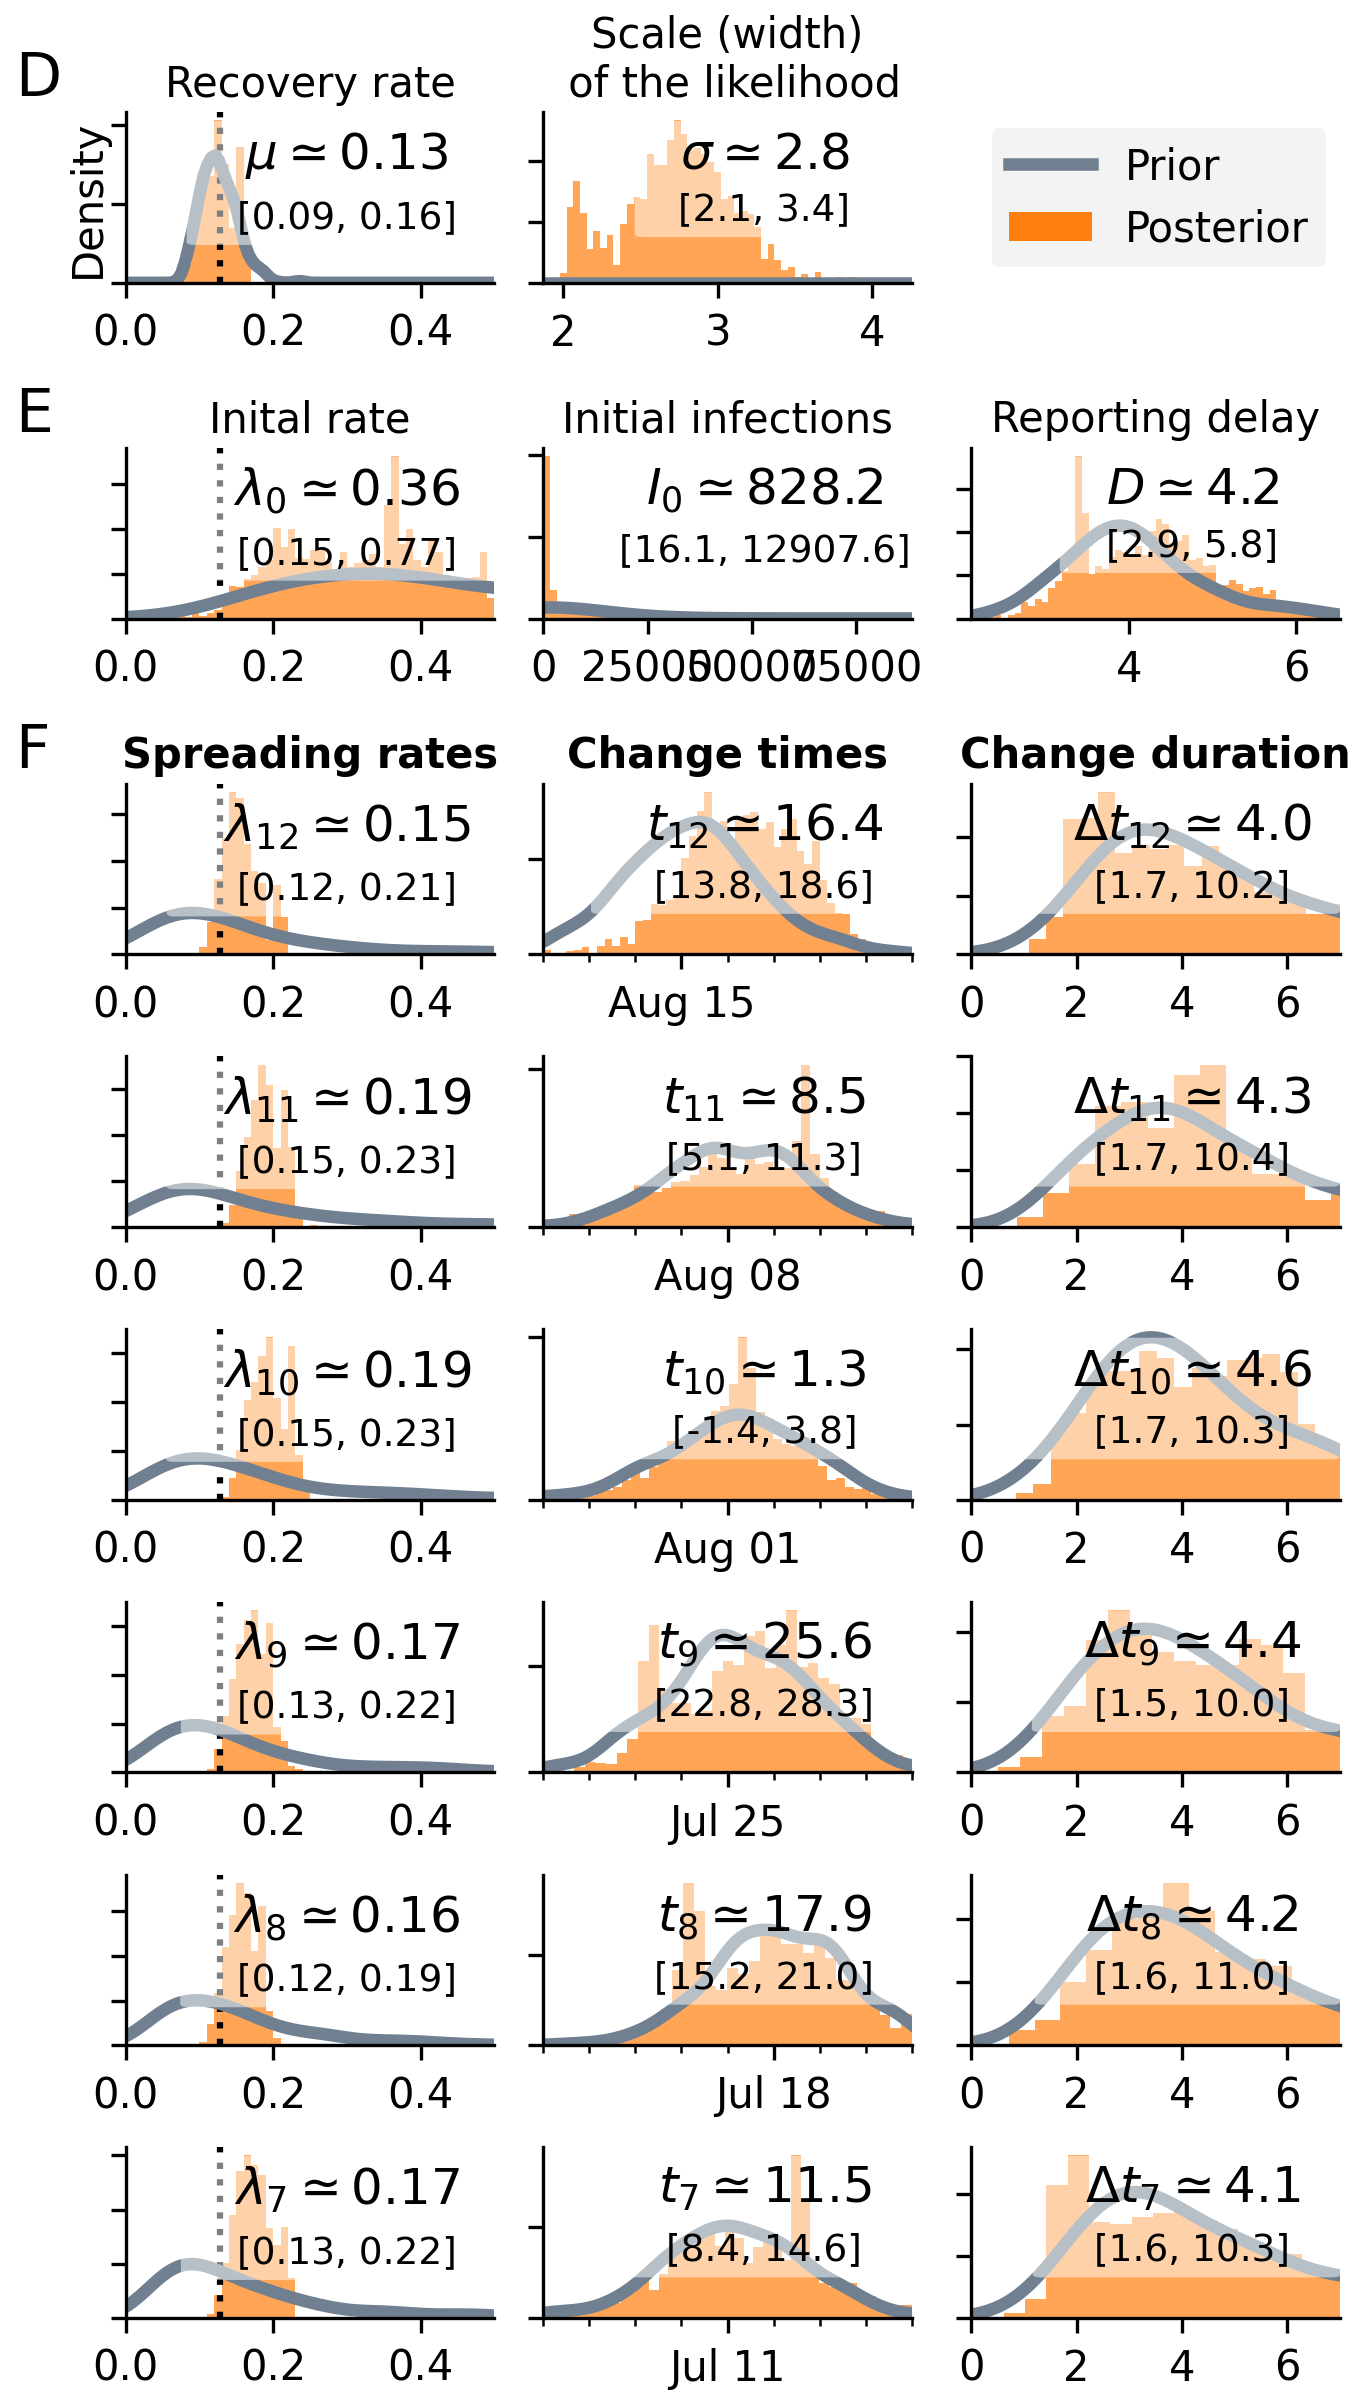 D
Recovery rate
Scale (width)
of the likelihood
Density
μ ≃ 0.13
[0.09, 0.16]
0.0 0.2 0.4
σ ≃ 2.8
[2.1, 3.4]
2 3 4
Prior
Posterior
E
Inital rate
Initial infections
Reporting delay
λ0 ≃ 0.36
[0.15, 0.77]
0.0 0.2 0.4
I0 ≃ 828.2
[16.1, 12907.6]
0 25000 50000 75000
D ≃ 4.2
[2.9, 5.8]
4 6
F
Spreading rates
Change times
Change duration
λ12 ≃ 0.15
[0.12, 0.21]
0.0 0.2 0.4
t12 ≃ 16.4
[13.8, 18.6]
Aug 15
Δt12 ≃ 4.0
[1.7, 10.2]
0 2 4 6
λ11 ≃ 0.19
[0.15, 0.23]
0.0 0.2 0.4
t11 ≃ 8.5
[5.1, 11.3]
Aug 08
Δt11 ≃ 4.3
[1.7, 10.4]
0 2 4 6
λ10 ≃ 0.19
[0.15, 0.23]
0.0 0.2 0.4
t10 ≃ 1.3
[-1.4, 3.8]
Aug 01
Δt10 ≃ 4.6
[1.7, 10.3]
0 2 4 6
λ9 ≃ 0.17
[0.13, 0.22]
0.0 0.2 0.4
t9 ≃ 25.6
[22.8, 28.3]
Jul 25
Δt9 ≃ 4.4
[1.5, 10.0]
0 2 4 6
λ8 ≃ 0.16
[0.12, 0.19]
0.0 0.2 0.4
t8 ≃ 17.9
[15.2, 21.0]
Jul 18
Δt8 ≃ 4.2
[1.6, 11.0]
0 2 4 6
λ7 ≃ 0.17
[0.13, 0.22]
0.0 0.2 0.4
t7 ≃ 11.5
[8.4, 14.6]
Jul 11
Δt7 ≃ 4.1
[1.6, 10.3]
0 2 4 6